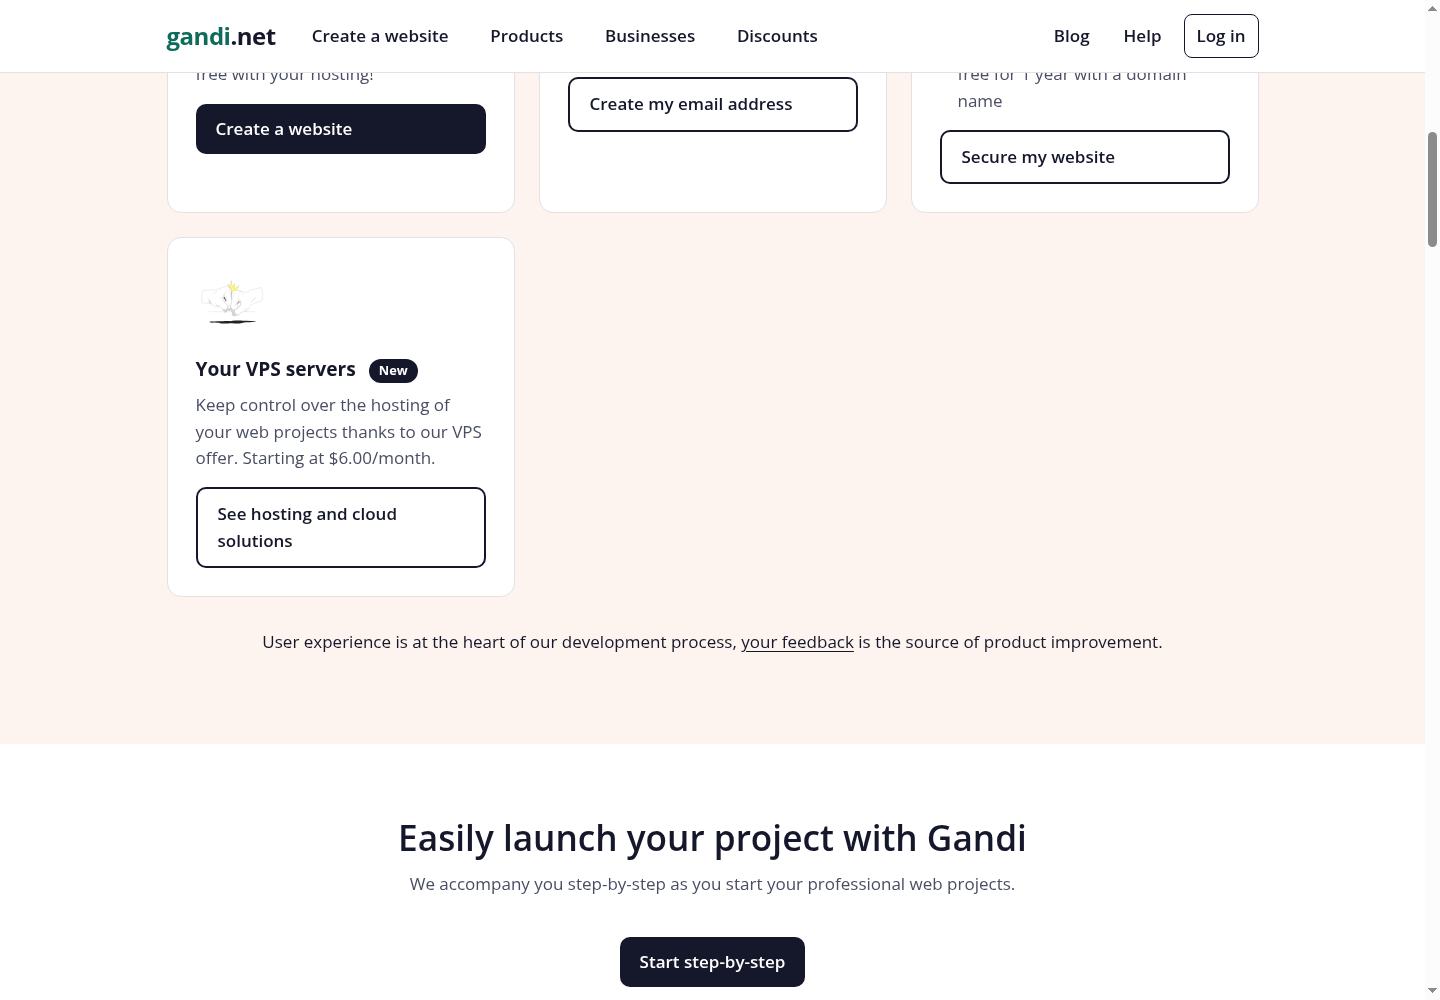 gandi.net Create a website Products Businesses Discounts Blog Help Log in
free with your hosting!
Create a website
Create my email address
free for 1 year with a domain
name
Secure my website
Your VPS servers New
Keep control over the hosting of
your web projects thanks to our VPS
offer. Starting at $6.00/month.
See hosting and cloud
solutions
User experience is at the heart of our development process, your feedback is the source of product improvement.
Easily launch your project with Gandi
We accompany you step-by-step as you start your professional web projects.
Start step-by-step